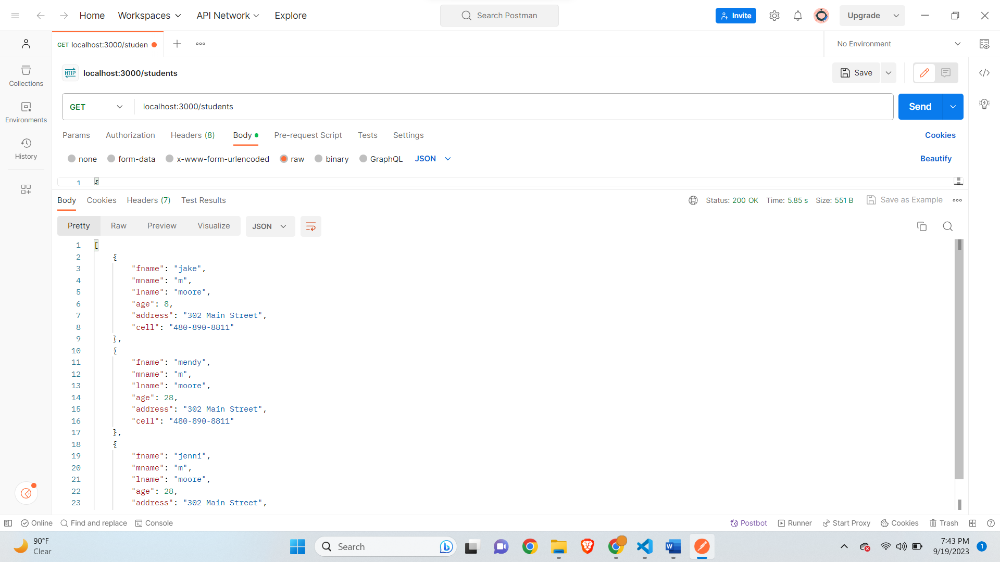 Home Workspaces API Network Explore Search Postman Invite Upgrade
GET localhost:3000/studen No Environment
HTTP localhost:3000/students Save
Collections
GET localhost:3000/students Send
Environments
Params Authorization Headers (8) Body Pre-request Script Tests Settings Cookies
History
none form-data x-www-form-urlencoded raw binary GraphQL JSON Beautify
1 {
Body Cookies Headers (7) Test Results Status: 200 OK Time: 5.85 s Size: 551 B Save as Example
Pretty Raw Preview Visualize JSON
1 [
2 {
3 "fname": "jake",
4 "mname": "m",
5 "lname": "moore",
6 "age": 8,
7 "address": "302 Main Street",
8 "cell": "480-890-8811"
9 },
10 {
11 "fname": "mendy",
12 "mname": "m",
13 "lname": "moore",
14 "age": 28,
15 "address": "302 Main Street",
16 "cell": "480-890-8811"
17 },
18 {
19 "fname": "jenni",
20 "mname": "m",
21 "lname": "moore",
22 "age": 28,
23 "address": "302 Main Street",
Online Find and replace Console Postbot Runner Start Proxy Cookies Trash
90°F
Clear
Search
7:43 PM
9/19/2023
1